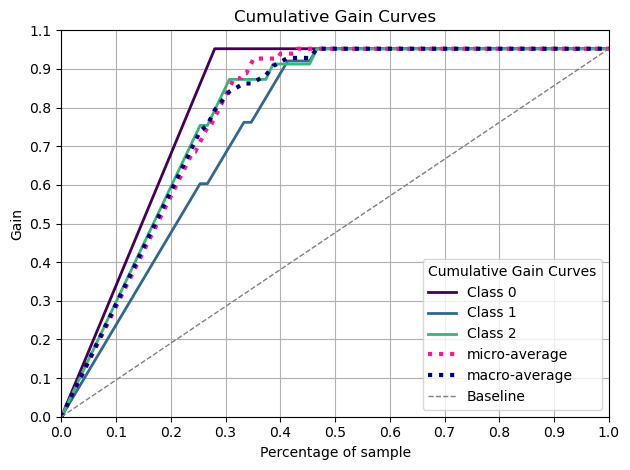 Cumulative Gain Curves
1.1
0.9
0.8
0.7
0.6
0.5
0.4
0.3
0.2
0.1
0.0
Gain
Cumulative Gain Curves
Class 0
Class 1
Class 2
micro-average
macro-average
Baseline
0.0 0.1 0.2 0.3 0.4 0.5 0.6 0.7 0.8 0.9 1.0
Percentage of sample